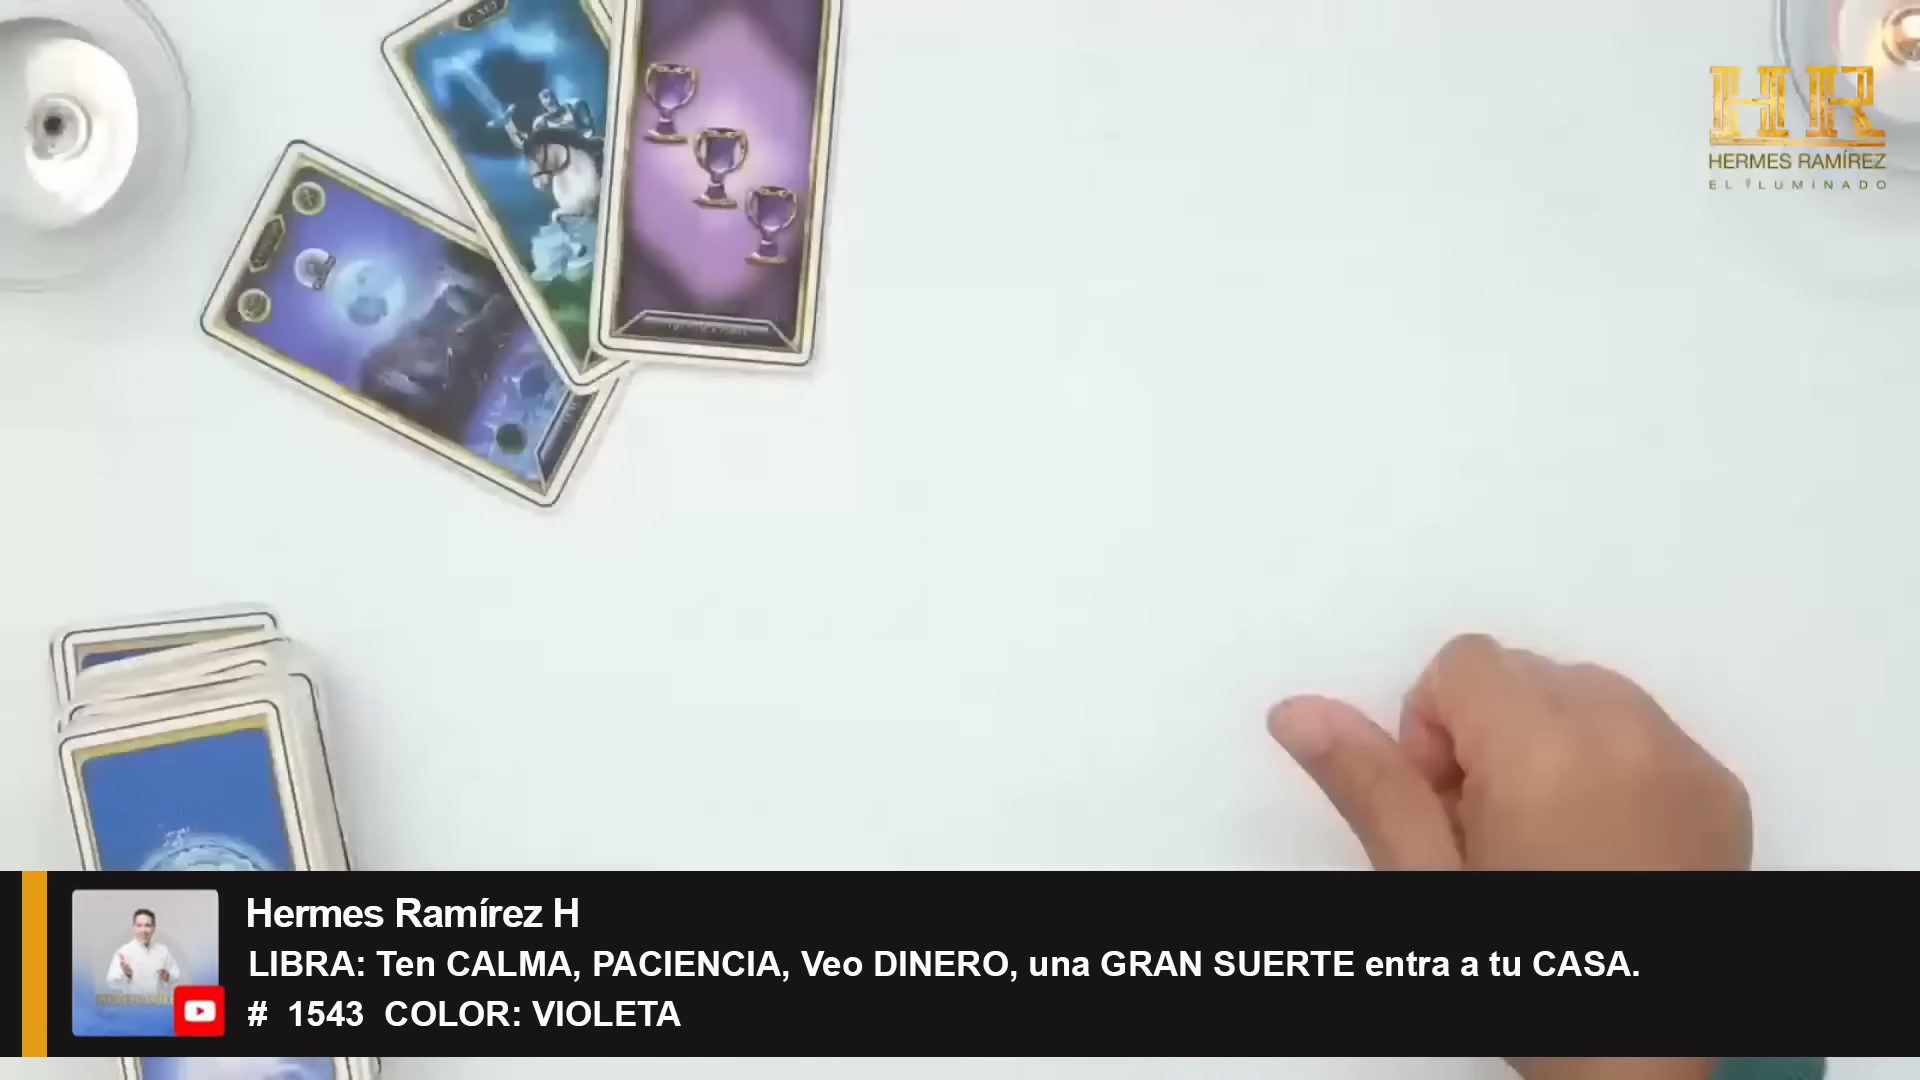 HR
HERMES RAMÍREZ
EL ILUMINADO
Hermes Ramírez H
LIBRA: Ten CALMA, PACIENCIA, Veo DINERO, una GRAN SUERTE entra a tu CASA.
# 1543 COLOR: VIOLETA